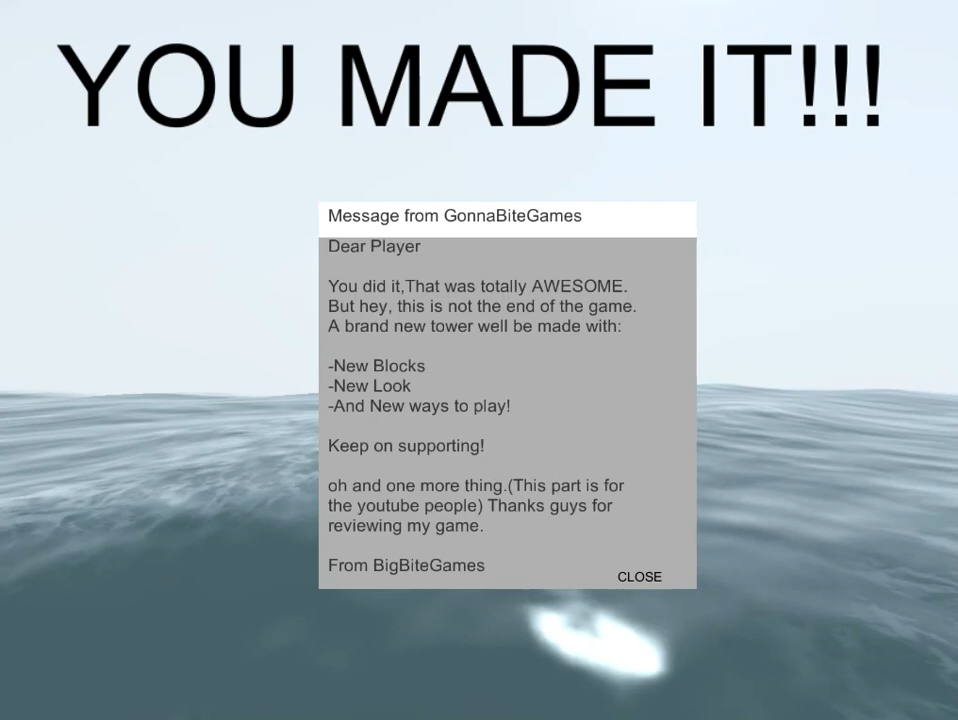 YOU MADE IT!!!
Message from GonnaBiteGames
Dear Player
You did it,That was totally AWESOME.
But hey, this is not the end of the game.
A brand new tower well be made with:
-New Blocks
-New Look
-And New ways to play!
Keep on supporting!
oh and one more thing.(This part is for
the youtube people) Thanks guys for
reviewing my game.
From BigBiteGames
CLOSE